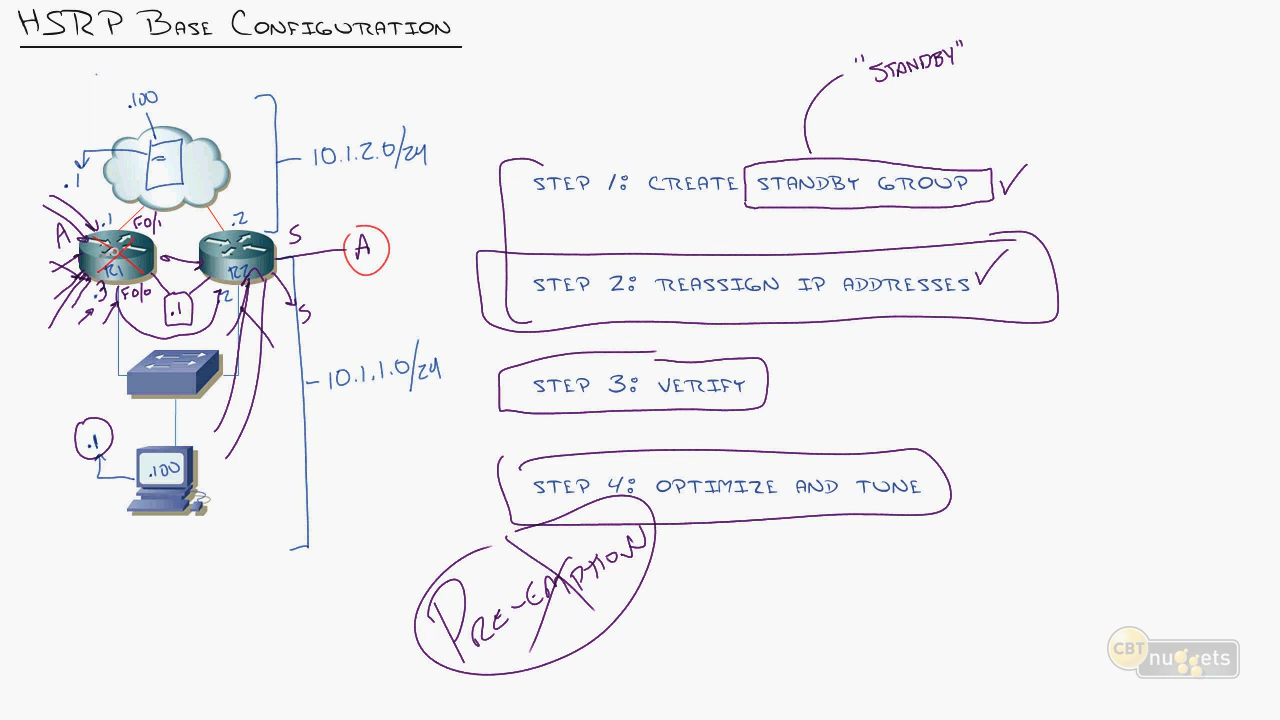 HSRP BASE CONFIGURATION
"STANDBY"
.100
10.1.2.0/24
.1
STEP 1: CREATE STANDBY GROUP
.1
F0/1
.2
S
A
A
R1
R2
STEP 2: REASSIGN IP ADDRESSES
.3
F0/0
.1
.2
S
10.1.1.0/24
STEP 3: VERIFY
.1
.100
STEP 4: OPTIMIZE AND TUNE
PRE-EMPTION
CBT nuggets